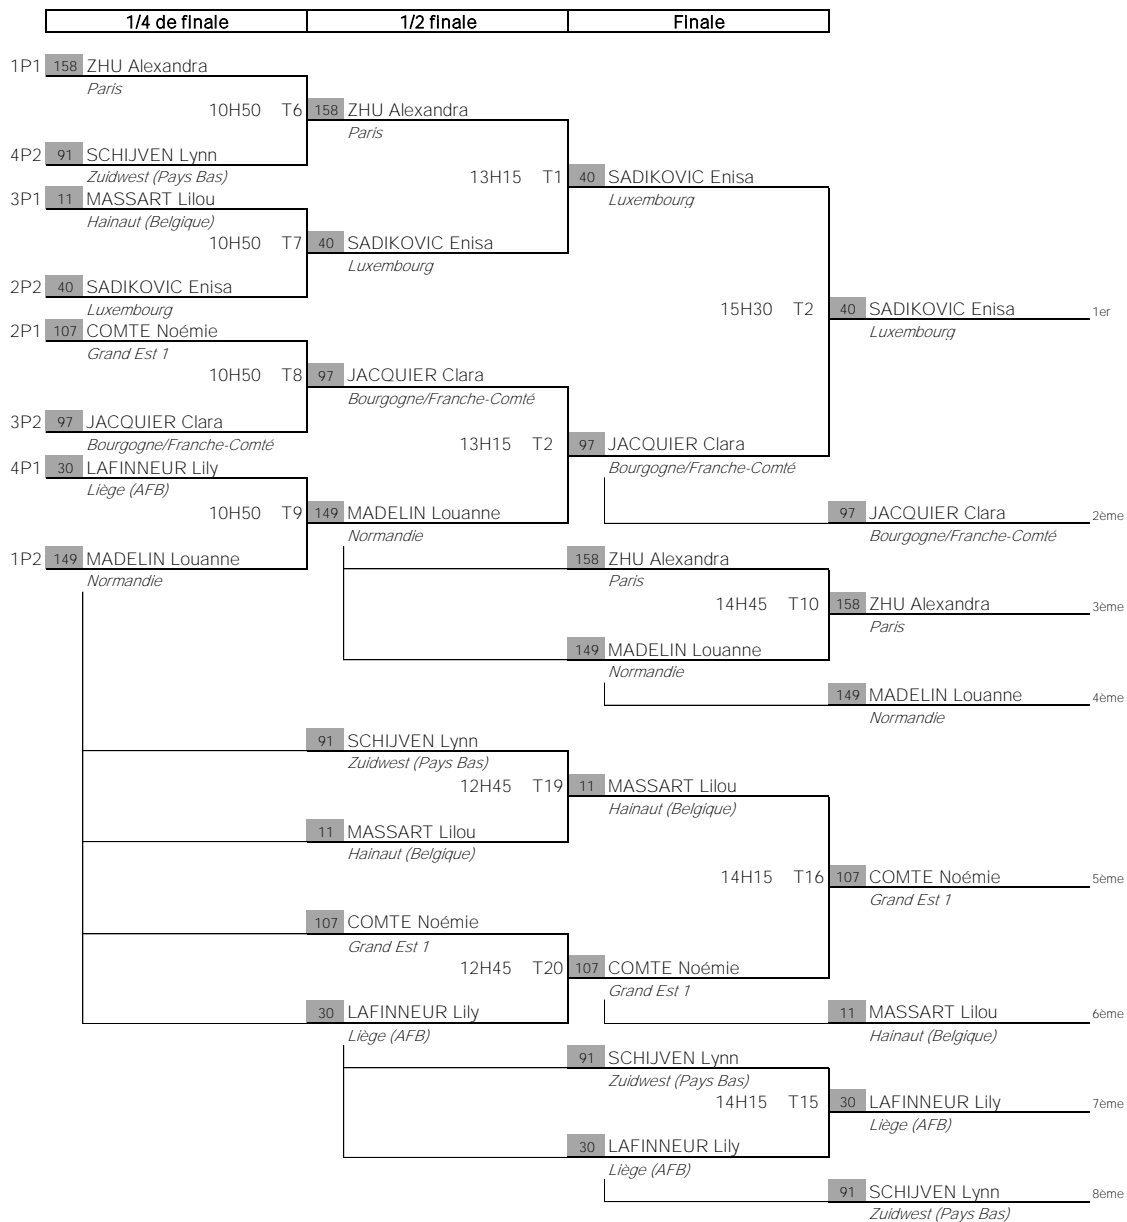 1/4 de finale 1/2 finale Finale
1P1 158 ZHU Alexandra
Paris
10H50 T6 158 ZHU Alexandra
Paris
4P2 91 SCHIJVEN Lynn
Zuidwest (Pays Bas)
13H15 T1 40 SADIKOVIC Enisa
Luxembourg
3P1 11 MASSART Lilou
Hainaut (Belgique)
10H50 T7 40 SADIKOVIC Enisa
Luxembourg
2P2 40 SADIKOVIC Enisa
Luxembourg
15H30 T2 40 SADIKOVIC Enisa 1er
Luxembourg
2P1 107 COMTE Noémie
Grand Est 1
10H50 T8 97 JACQUIER Clara
Bourgogne/Franche-Comté
3P2 97 JACQUIER Clara
Bourgogne/Franche-Comté
13H15 T2 97 JACQUIER Clara
Bourgogne/Franche-Comté
4P1 30 LAFINNEUR Lily
Liège (AFB)
10H50 T9 149 MADELIN Louanne
Normandie
97 JACQUIER Clara 2ème
Bourgogne/Franche-Comté
1P2 149 MADELIN Louanne
Normandie
158 ZHU Alexandra
Paris
14H45 T10 158 ZHU Alexandra 3ème
Paris
149 MADELIN Louanne
Normandie
149 MADELIN Louanne 4ème
Normandie
91 SCHIJVEN Lynn
Zuidwest (Pays Bas)
12H45 T19 11 MASSART Lilou
Hainaut (Belgique)
11 MASSART Lilou
Hainaut (Belgique)
14H15 T16 107 COMTE Noémie 5ème
Grand Est 1
107 COMTE Noémie
Grand Est 1
12H45 T20 107 COMTE Noémie
Grand Est 1
30 LAFINNEUR Lily
Liège (AFB)
11 MASSART Lilou 6ème
Hainaut (Belgique)
91 SCHIJVEN Lynn
Zuidwest (Pays Bas)
14H15 T15 30 LAFINNEUR Lily 7ème
Liège (AFB)
30 LAFINNEUR Lily
Liège (AFB)
91 SCHIJVEN Lynn 8ème
Zuidwest (Pays Bas)